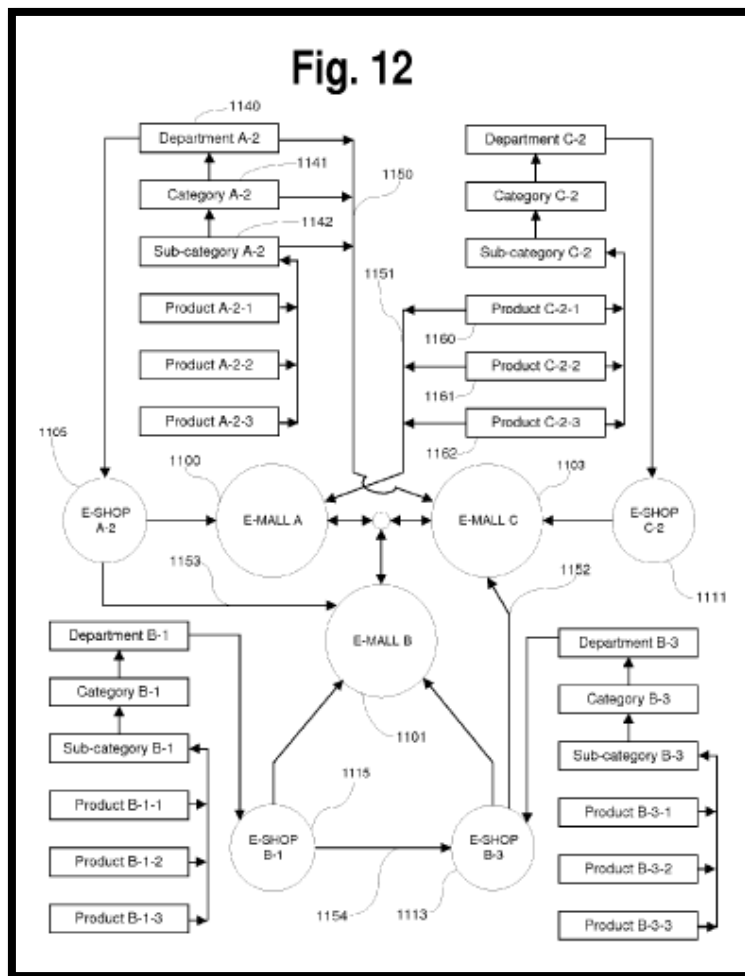 Fig. 12
1140
Department A-2
Department C-2
1141
1150
Category A-2
Category C-2
1142
Sub-category A-2
Sub-category C-2
1151
Product A-2-1
Product C-2-1
1160
Product A-2-2
Product C-2-2
1161
Product A-2-3
Product C-2-3
1105
1162
1100
1103
E-SHOP
A-2
E-MALL A
E-MALL C
E-SHOP
C-2
1153
1152
1111
Department B-1
E-MALL B
Department B-3
Category B-1
Category B-3
1101
Sub-category B-1
Sub-category B-3
1115
Product B-1-1
Product B-3-1
E-SHOP
B-1
E-SHOP
B-3
Product B-1-2
Product B-3-2
1154
1113
Product B-1-3
Product B-3-3